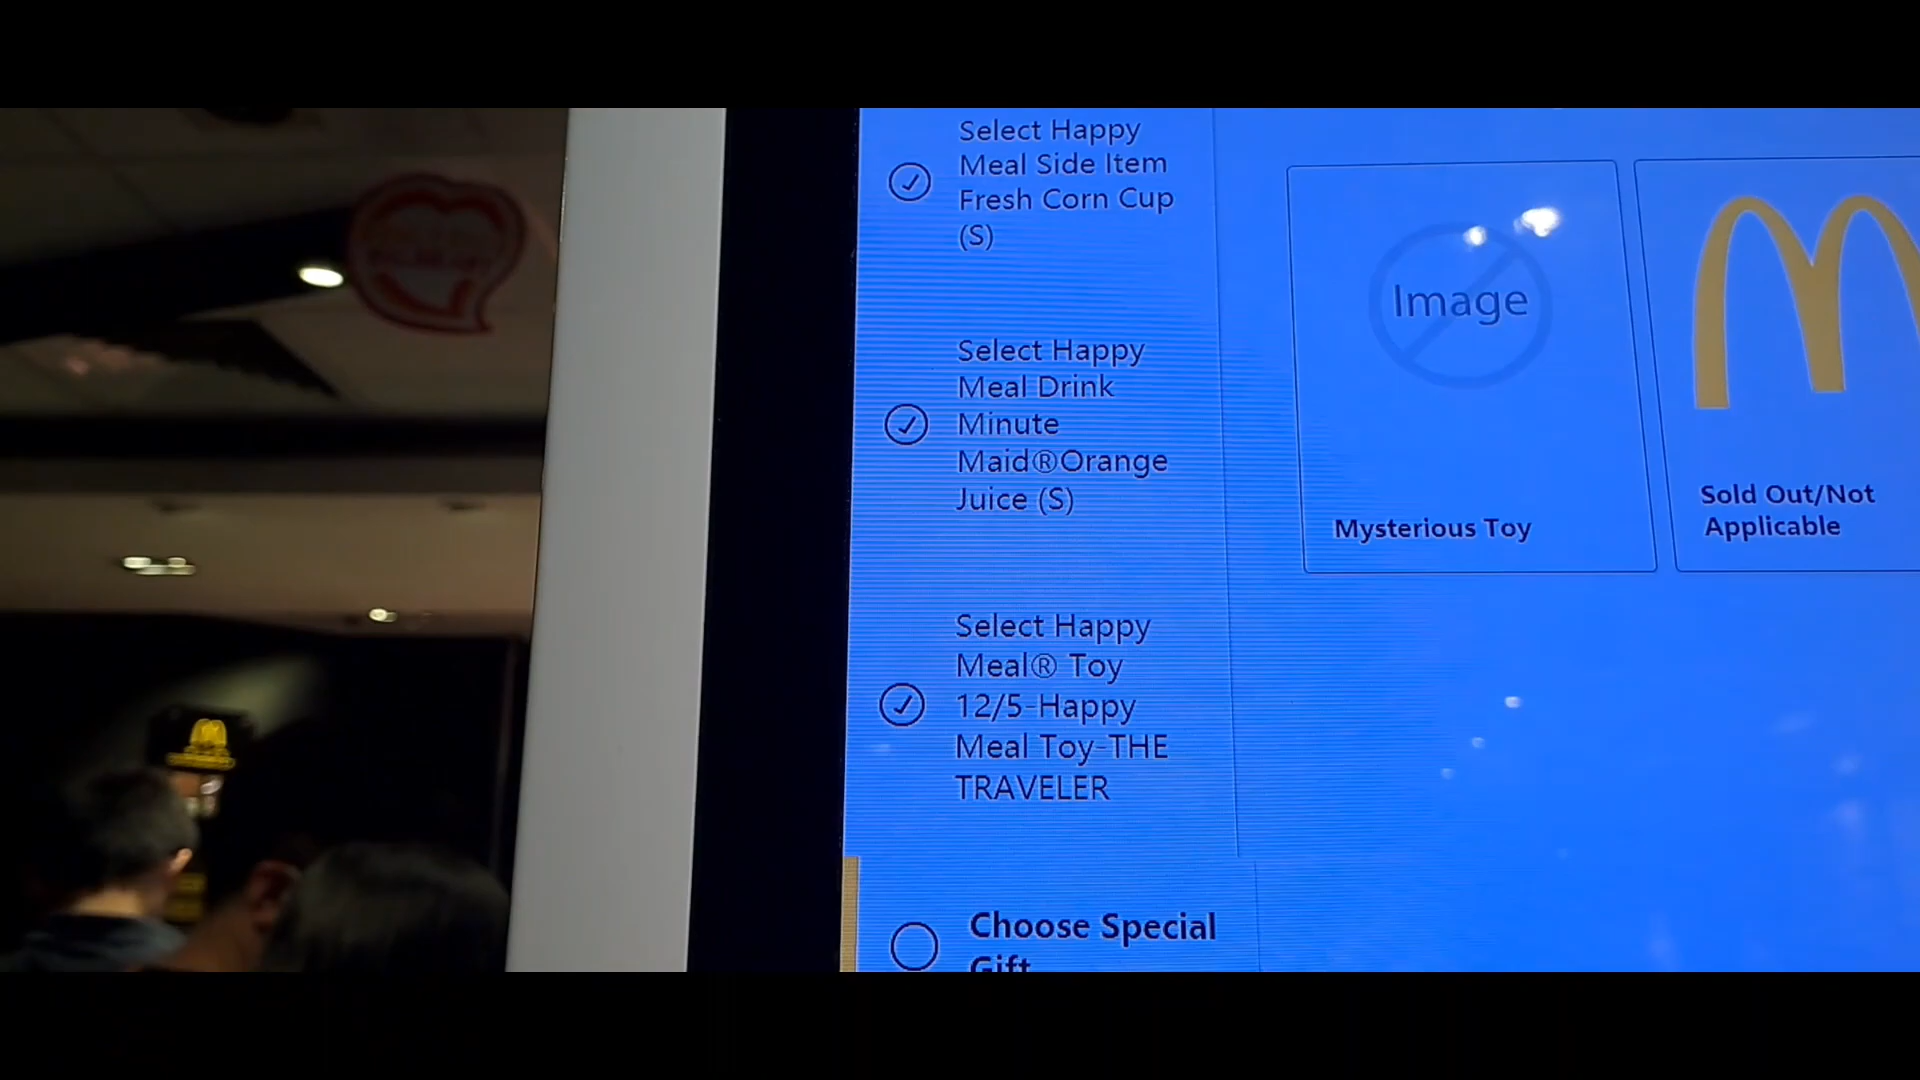 Select Happy
Meal Side Item
Fresh Corn Cup
(S)
Select Happy
Meal Drink
Minute
Maid®Orange
Juice (S)
Select Happy
Meal® Toy
12/5-Happy
Meal Toy-THE
TRAVELER
Choose Special
Gift
Image
Mysterious Toy
Sold Out/Not
Applicable